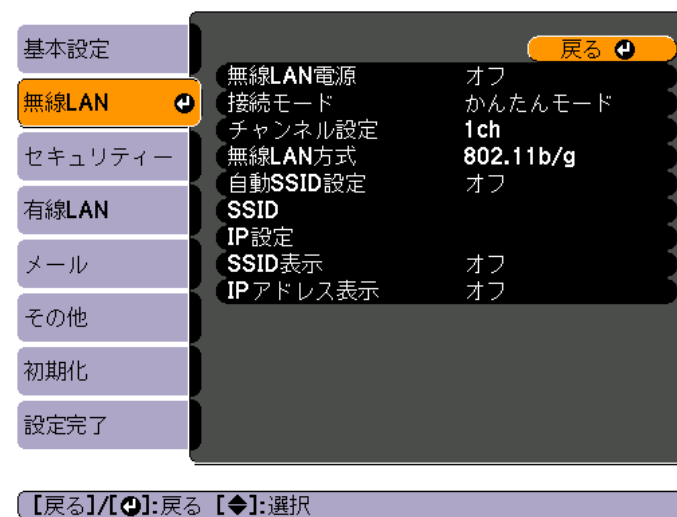 基本設定
無線LAN
セキュリティー
有線LAN
メール
その他
初期化
設定完了
戻る
無線LAN電源 オフ
接続モード かんたんモード
チャンネル設定 1ch
無線LAN方式 802.11b/g
自動SSID設定 オフ
SSID
IP設定
SSID表示 オフ
IPアドレス表示 オフ
[戻る]/[⏎]:戻る [◆]:選択